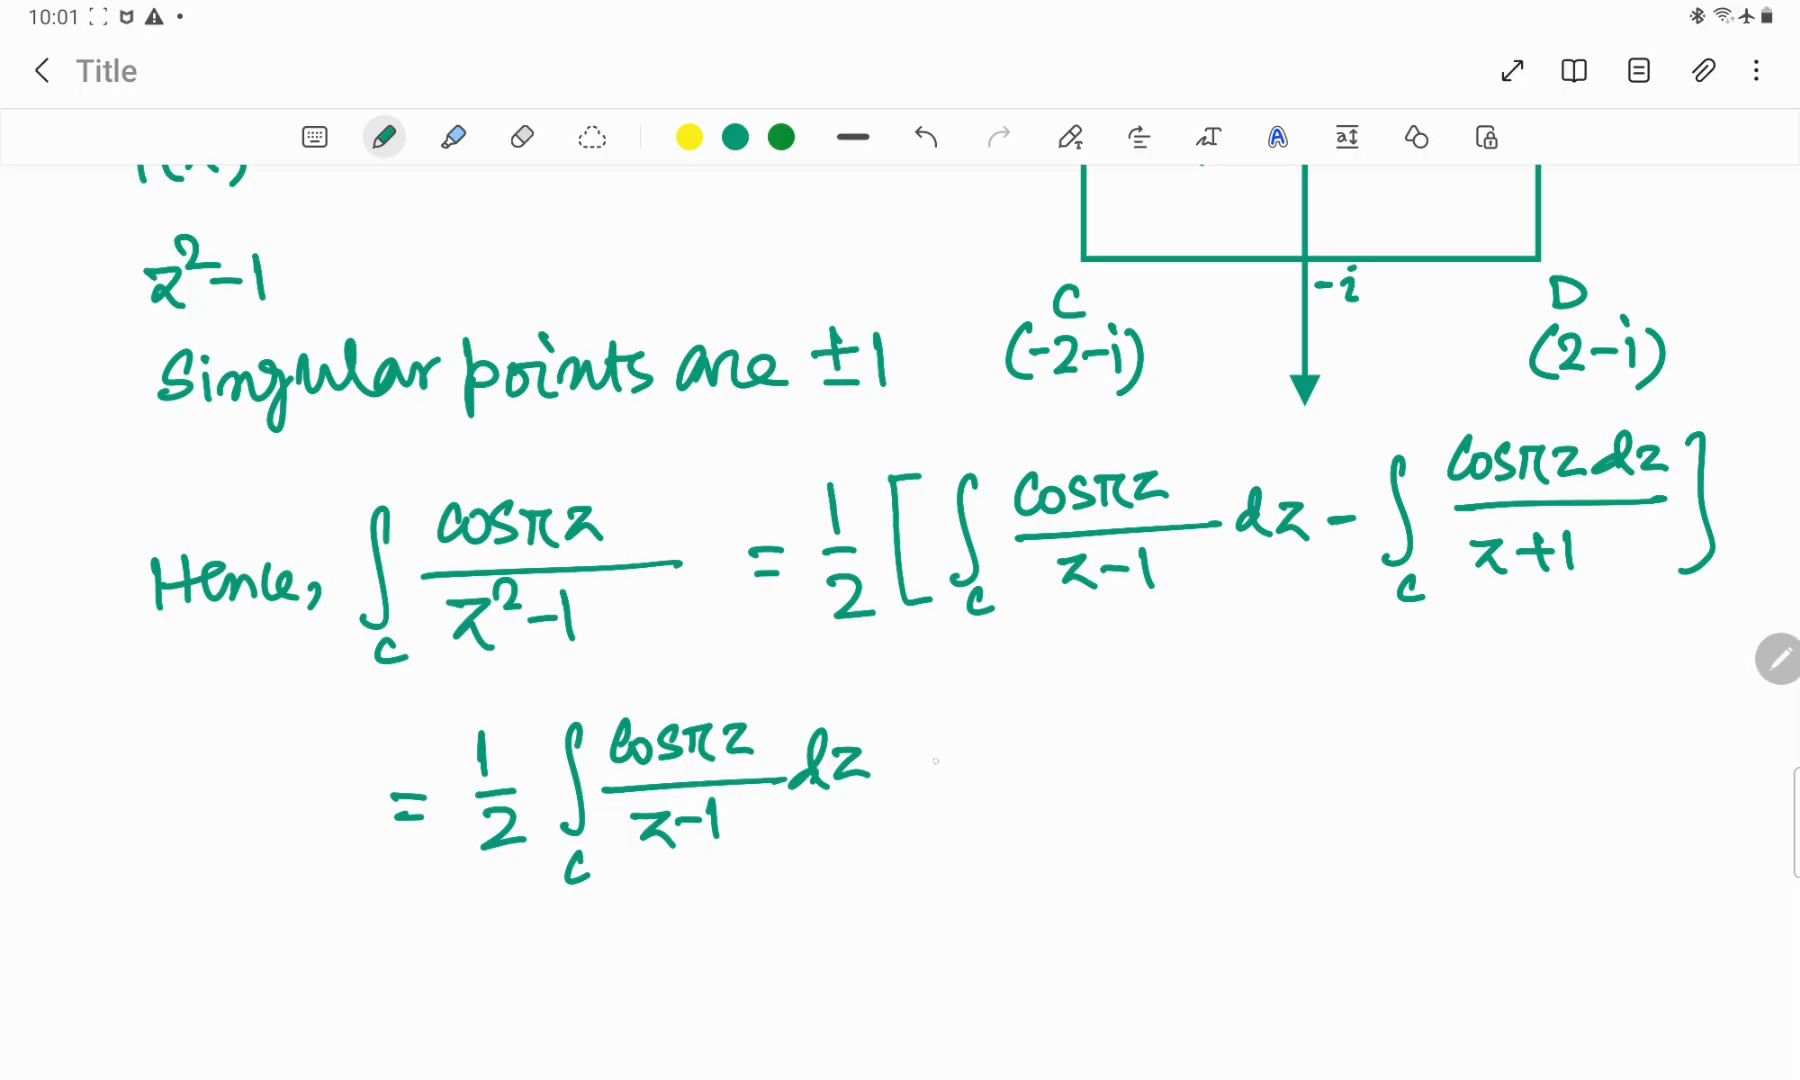 10:01
Title
z²-1
-i
C
D
Singular points are ±1
(-2-i)
(2-i)
Hence, ∫_C cosπz / z²-1 = 1/2 [ ∫_C cosπz / z-1 dz - ∫_C cosπz dz / z+1 ]
= 1/2 ∫_C cosπz / z-1 dz